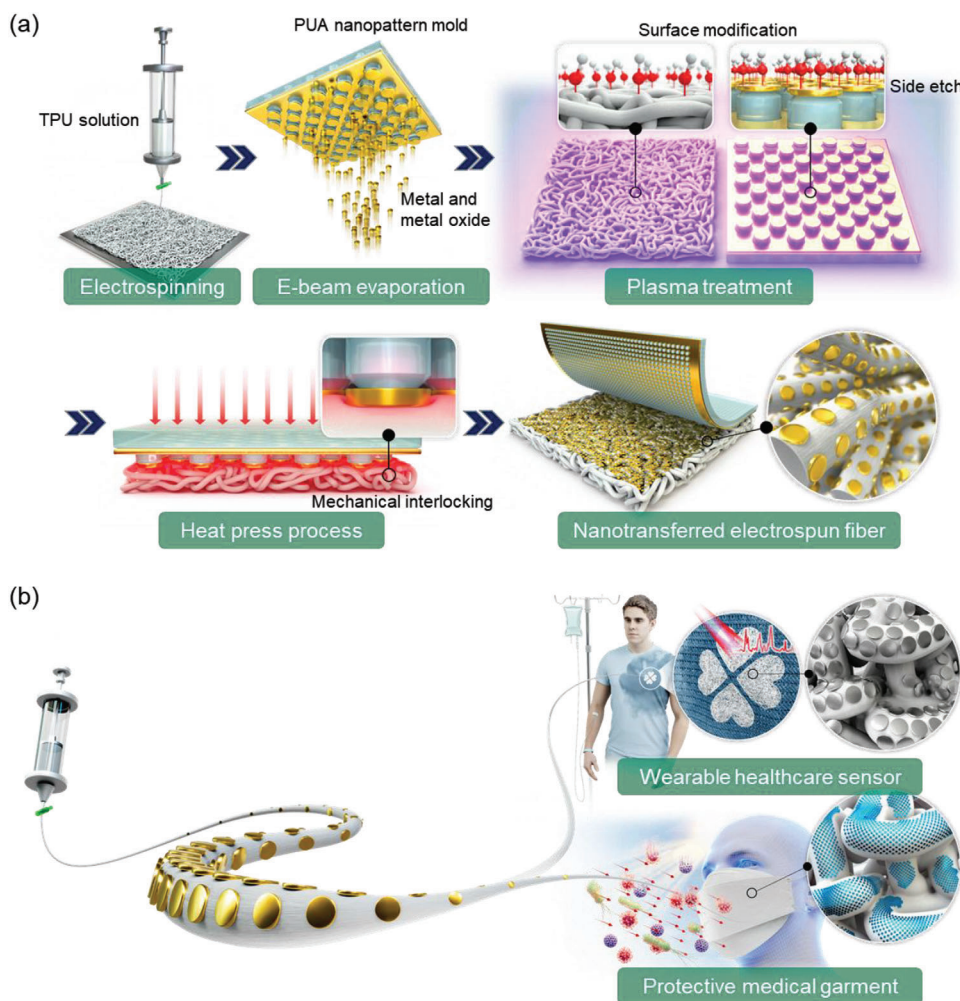 (a)
PUA nanopattern mold
Surface modification
TPU solution
Side etch
Metal and
metal oxide
Electrospinning
E-beam evaporation
Plasma treatment
Mechanical interlocking
Heat press process
Nanotransferred electrospun fiber
(b)
Wearable healthcare sensor
Protective medical garment